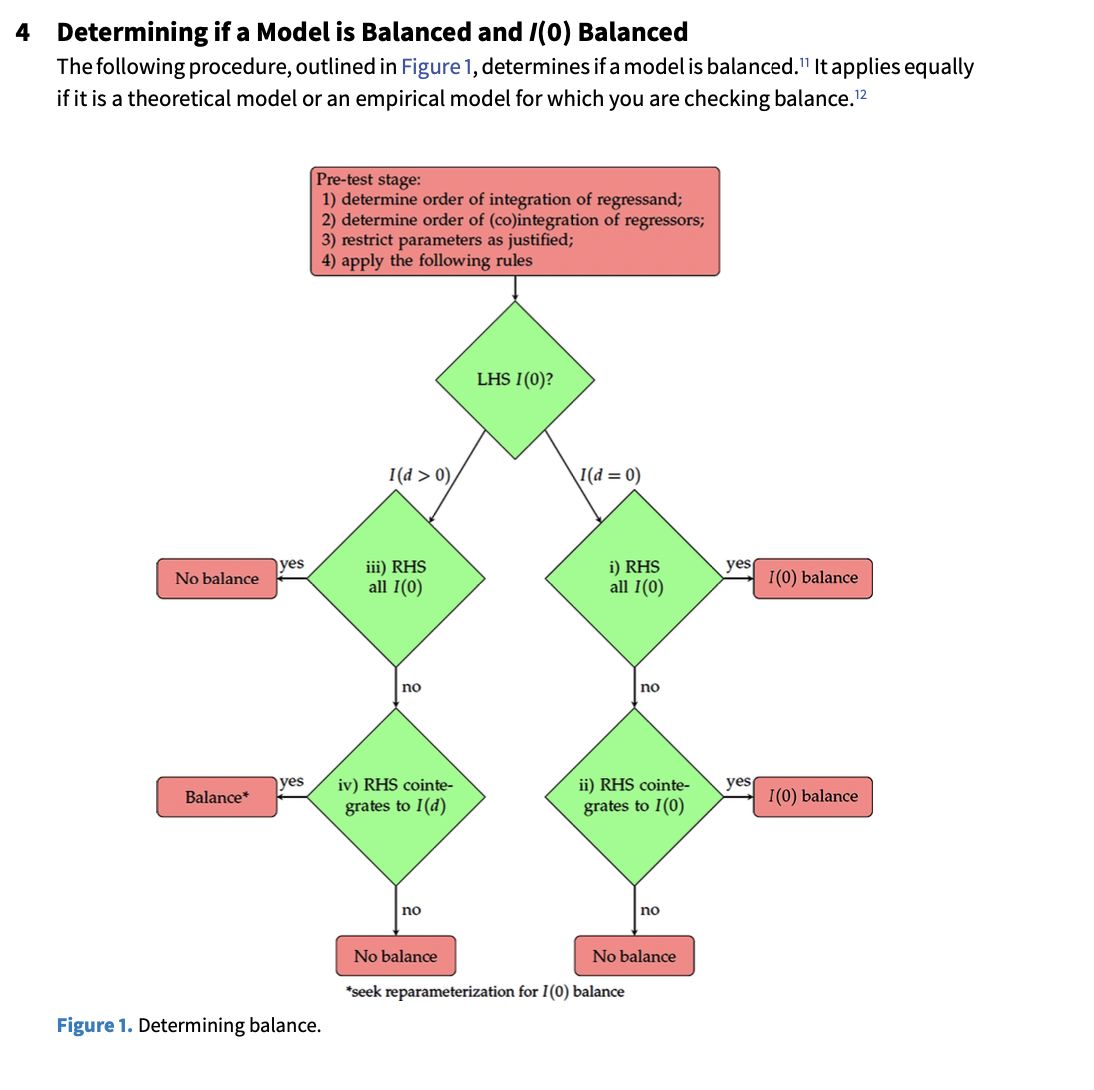 4 Determining if a Model is Balanced and I(0) Balanced
The following procedure, outlined in Figure 1, determines if a model is balanced.11 It applies equally
if it is a theoretical model or an empirical model for which you are checking balance.12
Pre-test stage:
1) determine order of integration of regressand;
2) determine order of (co)integration of regressors;
3) restrict parameters as justified;
4) apply the following rules
LHS I(0)?
I(d > 0)
I(d = 0)
No balance
yes
iii) RHS
all I(0)
i) RHS
all I(0)
yes
I(0) balance
no
no
Balance*
yes
iv) RHS cointe-
grates to I(d)
ii) RHS cointe-
grates to I(0)
yes
I(0) balance
no
no
No balance
No balance
*seek reparameterization for I(0) balance
Figure 1. Determining balance.